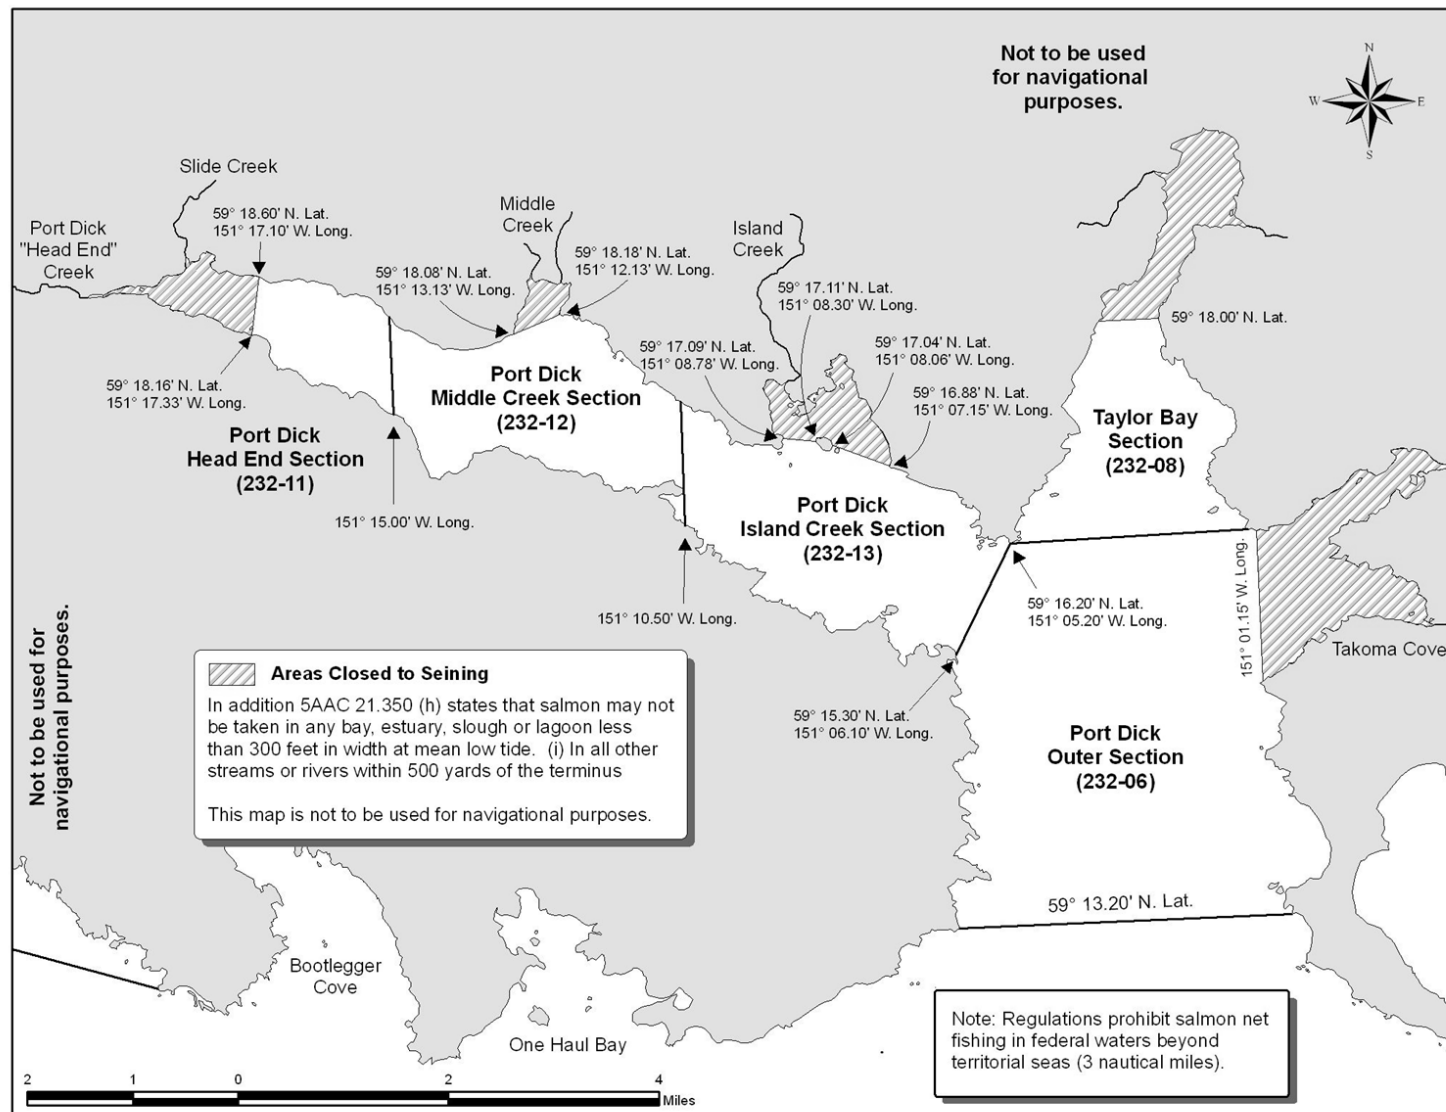 Not to be used
for navigational
purposes.
N
W
E
S
Slide Creek
Port Dick
"Head End"
Creek
59° 18.60' N. Lat.
151° 17.10' W. Long.
Middle
Creek
59° 18.08' N. Lat.
151° 13.13' W. Long.
59° 18.18' N. Lat.
151° 12.13' W. Long.
Island
Creek
59° 17.11' N. Lat.
151° 08.30' W. Long.
59° 17.09' N. Lat.
151° 08.78' W. Long.
59° 17.04' N. Lat.
151° 08.06' W. Long.
59° 16.88' N. Lat.
151° 07.15' W. Long.
59° 18.00' N. Lat.
59° 18.16' N. Lat.
151° 17.33' W. Long.
Port Dick
Middle Creek Section
(232-12)
Port Dick
Head End Section
(232-11)
151° 15.00' W. Long.
Taylor Bay
Section
(232-08)
Port Dick
Island Creek Section
(232-13)
151° 10.50' W. Long.
59° 16.20' N. Lat.
151° 05.20' W. Long.
151° 01.15' W. Long.
Takoma Cove
59° 15.30' N. Lat.
151° 06.10' W. Long.
Port Dick
Outer Section
(232-06)
59° 13.20' N. Lat.
Not to be used for
navigational purposes.
Areas Closed to Seining
In addition 5AAC 21.350 (h) states that salmon may not
be taken in any bay, estuary, slough or lagoon less
than 300 feet in width at mean low tide. (i) In all other
streams or rivers within 500 yards of the terminus
This map is not to be used for navigational purposes.
Bootlegger
Cove
One Haul Bay
Note: Regulations prohibit salmon net
fishing in federal waters beyond
territorial seas (3 nautical miles).
2 1 0 2 4
Miles